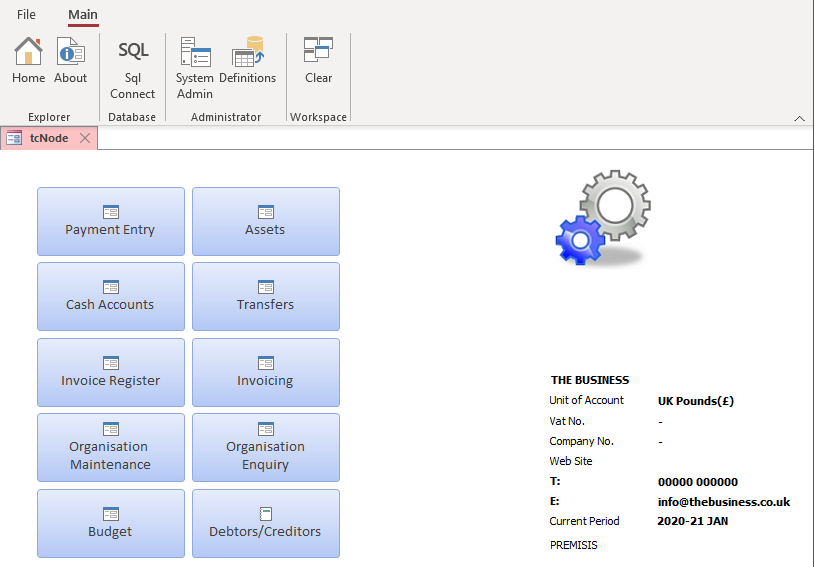 File Main
Home About
SQL
Sql
Connect
System
Admin
Definitions
Clear
Explorer Database Administrator Workspace
tcNode
Payment Entry Assets
Cash Accounts Transfers
Invoice Register Invoicing
Organisation
Maintenance
Organisation
Enquiry
Budget Debtors/Creditors
THE BUSINESS
Unit of Account UK Pounds(£)
Vat No. -
Company No. -
Web Site
T: 00000 000000
E: info@thebusiness.co.uk
Current Period 2020-21 JAN
PREMISIS